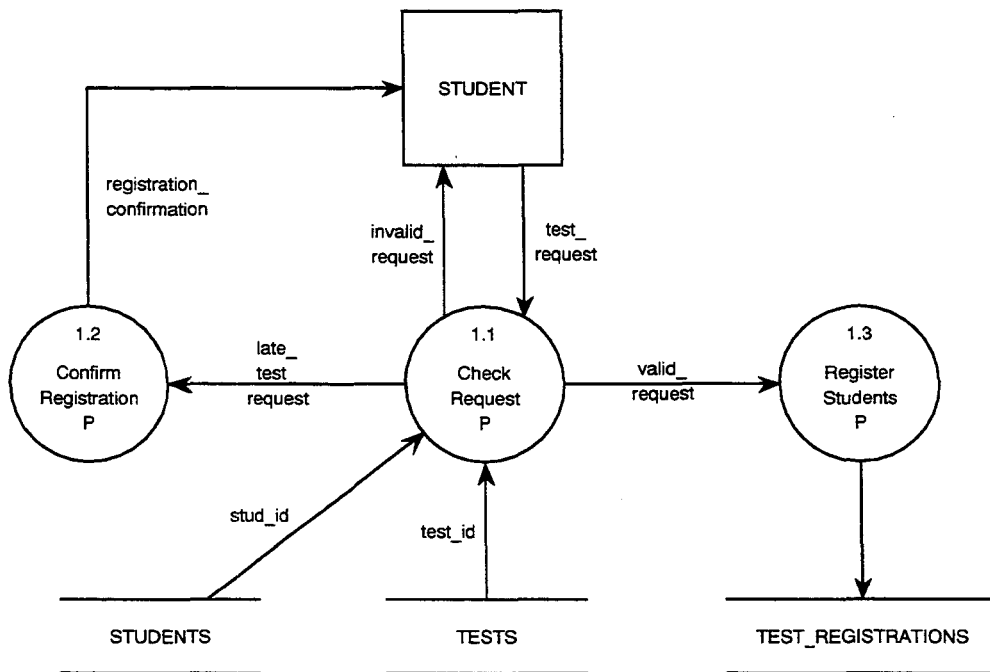 STUDENT
registration_
confirmation
invalid_
request
test_
request
1.2
Confirm
Registration
P
late_
test_
request
1.1
Check
Request
P
valid_
request
1.3
Register
Students
P
stud_id
test_id
STUDENTS
TESTS
TEST_REGISTRATIONS